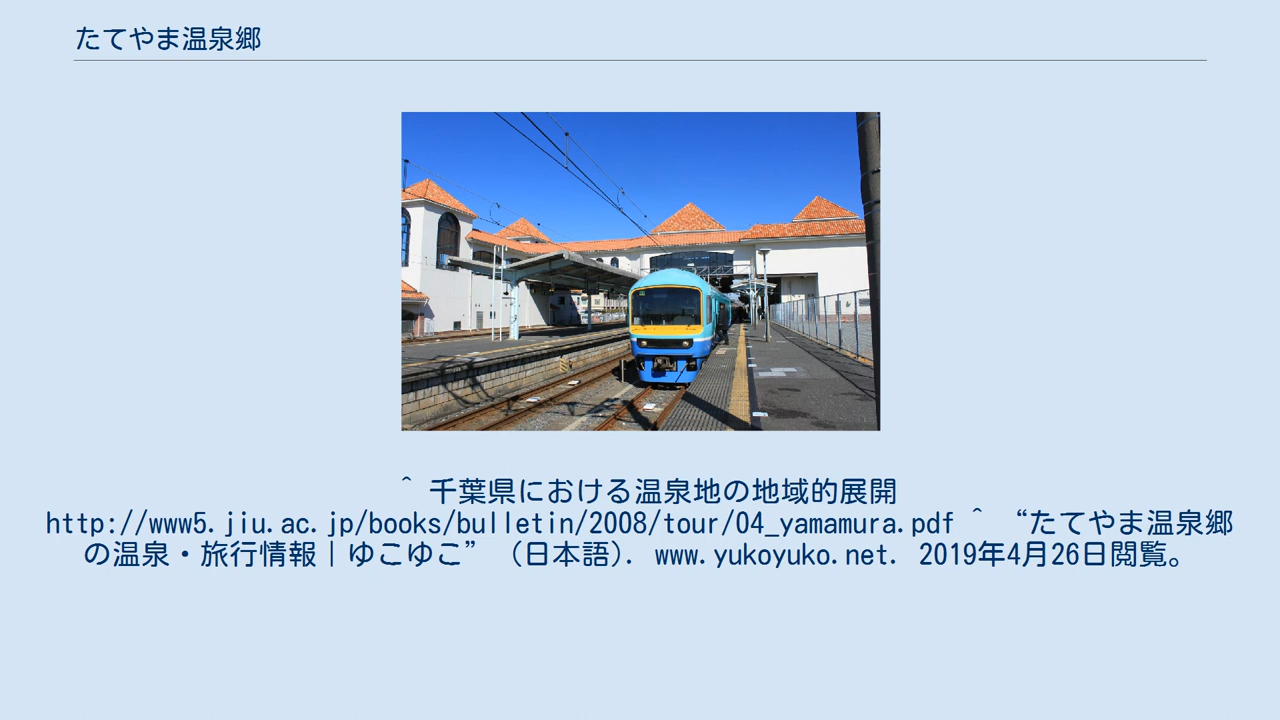 たてやま温泉郷
＾ 千葉県における温泉地の地域的展開
http://www5.jiu.ac.jp/books/bulletin/2008/tour/04_yamamura.pdf ＾ “たてやま温泉郷
の温泉・旅行情報｜ゆこゆこ” （日本語）. www.yukoyuko.net. 2019年4月26日閲覧。